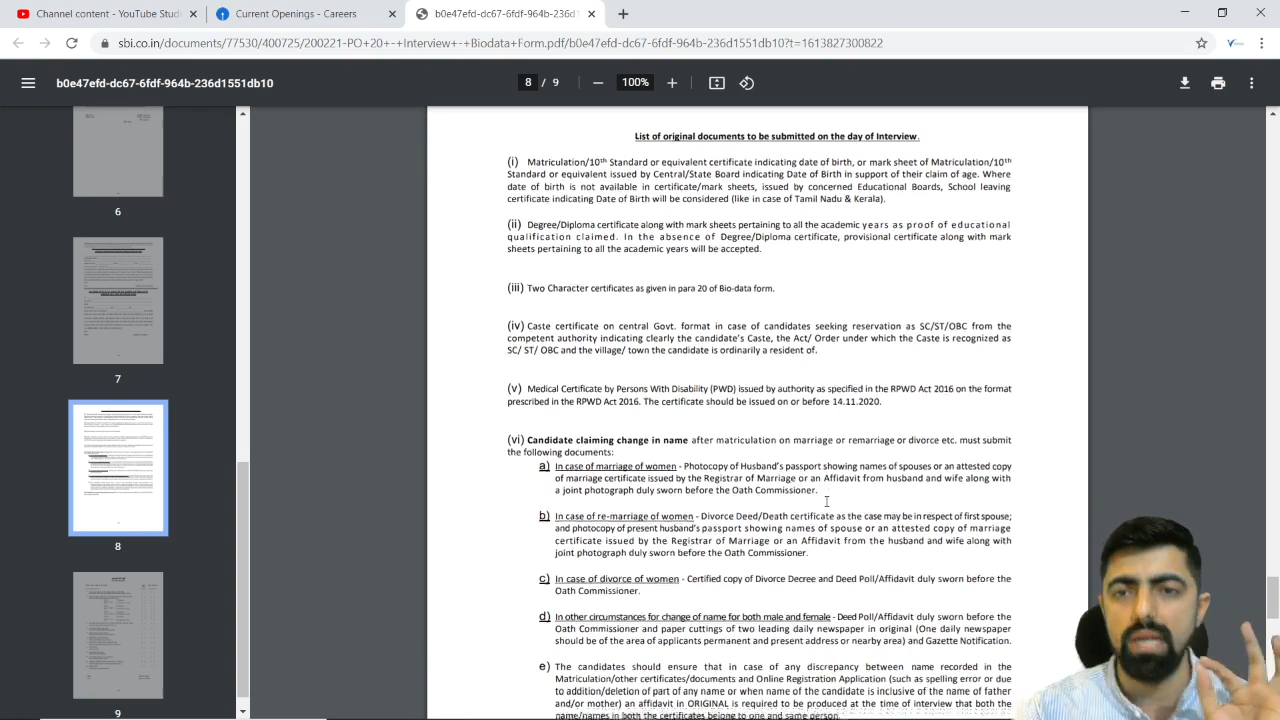 Channel content - YouTube Studio
Current Openings - Careers
b0e47efd-dc67-6fdf-964b-236d1551
sbi.co.in/documents/77530/400725/200221-PO+20+-+Interview+-+Biodata+Form.pdf/b0e47efd-dc67-6fdf-964b-236d1551db10?t=1613827300822
b0e47efd-dc67-6fdf-964b-236d1551db10
8 / 9
100%
6
7
8
9
List of original documents to be submitted on the day of Interview.
(i) Matriculation/10th Standard or equivalent certificate indicating date of birth, or mark sheet of Matriculation/10th
Standard or equivalent issued by Central/State Board indicating Date of Birth in support of their claim of age. Where
date of birth is not available in certificate/mark sheets, issued by concerned Educational Boards, School leaving
certificate indicating Date of Birth will be considered (like in case of Tamil Nadu & Kerala).
(ii) Degree/Diploma certificate along with mark sheets pertaining to all the academic years as proof of educational
qualification claimed. In the absence of Degree/Diploma certificate, provisional certificate along with mark
sheets pertaining to all the academic years will be accepted.
(iii) Two Character certificates as given in para 20 of Bio-data form.
(iv) Caste certificate on central Govt. format in case of candidates seeking reservation as SC/ST/OBC from the
competent authority indicating clearly the candidate's Caste, the Act/ Order under which the Caste is recognized as
SC/ ST/ OBC and the village/ town the candidate is ordinarily a resident of.
(v) Medical Certificate by Persons With Disability (PWD) issued by authority as specified in the RPWD Act 2016 on the format
prescribed in the RPWD Act 2016. The certificate should be issued on or before 14.11.2020.
(vi) Candidate claiming change in name after matriculation on marriage or remarriage or divorce etc. must submit
the following documents:
a) In case of marriage of women - Photocopy of Husband's passport showing names of spouses or an attested copy
of marriage certificate issued by the Registrar of Marriage or an Affidavit from husband and wife along with
a joint photograph duly sworn before the Oath Commissioner.
b) In case of re-marriage of women - Divorce Deed/Death certificate as the case may be in respect of first spouse;
and photocopy of present husband's passport showing names of spouse or an attested copy of marriage
certificate issued by the Registrar of Marriage or an Affidavit from the husband and wife along with
joint photograph duly sworn before the Oath Commissioner.
c) In case of divorce of women - Certified copy of Divorce Decree and Deed Poll/Affidavit duly sworn before the
Oath Commissioner.
d) In other circumstances for change of name for both male and female - Deed Poll/Affidavit duly sworn before the
Oath Commissioner and paper cuttings of two leading daily newspaper in original (One daily newspaper
should be of the area of applicants permanent and present address or nearby area) and Gazette Notification.
e) The candidates should ensure that in case of any discrepancy between name recorded in the
Matriculation/other certificates/documents and Online Registration Application (such as spelling error or due
to addition/deletion of part of any name or when name of the candidate is inclusive of the name of father
and/or mother) an affidavit in ORIGINAL is required to be produced at the time of interview that both the
name/names in both the certificates belong to one and same person.